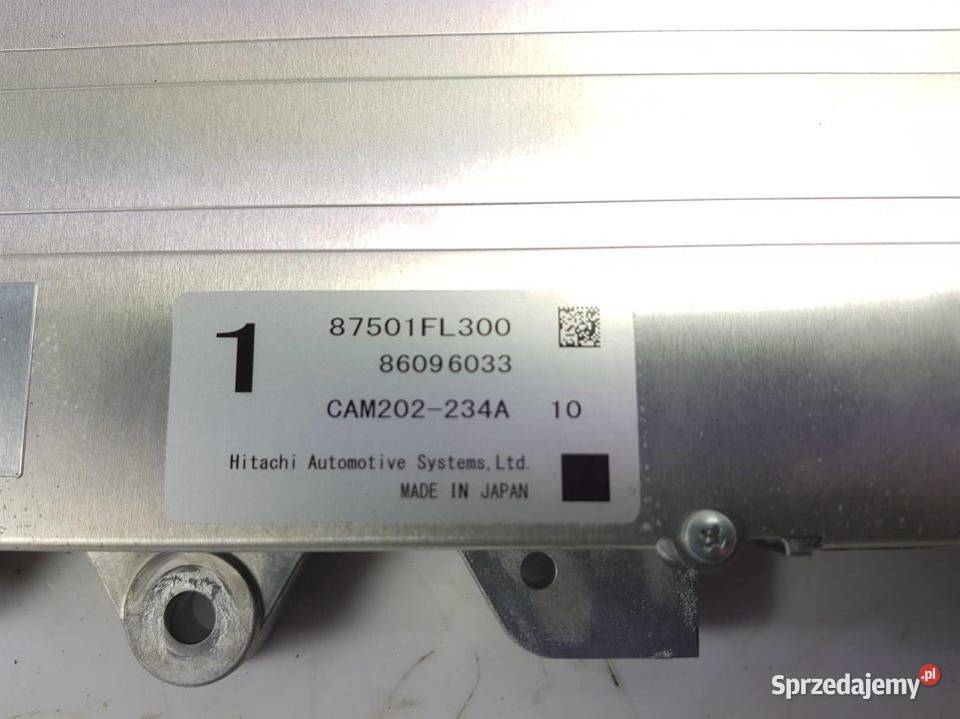 1
87501FL300
86096033
CAM202-234A 10
Hitachi Automotive Systems,Ltd.
MADE IN JAPAN
Sprzedajemy.pl